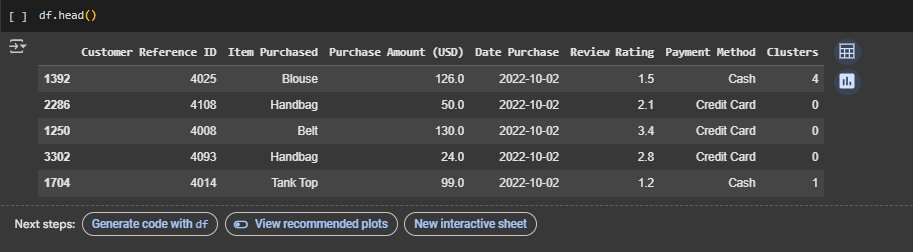 [ ] df.head()
Customer Reference ID Item Purchased Purchase Amount (USD) Date Purchase Review Rating Payment Method Clusters
1392 4025 Blouse 126.0 2022-10-02 1.5 Cash 4
2286 4108 Handbag 50.0 2022-10-02 2.1 Credit Card 0
1250 4008 Belt 130.0 2022-10-02 3.4 Credit Card 0
3302 4093 Handbag 24.0 2022-10-02 2.8 Credit Card 0
1704 4014 Tank Top 99.0 2022-10-02 1.2 Cash 1
Next steps: Generate code with df View recommended plots New interactive sheet